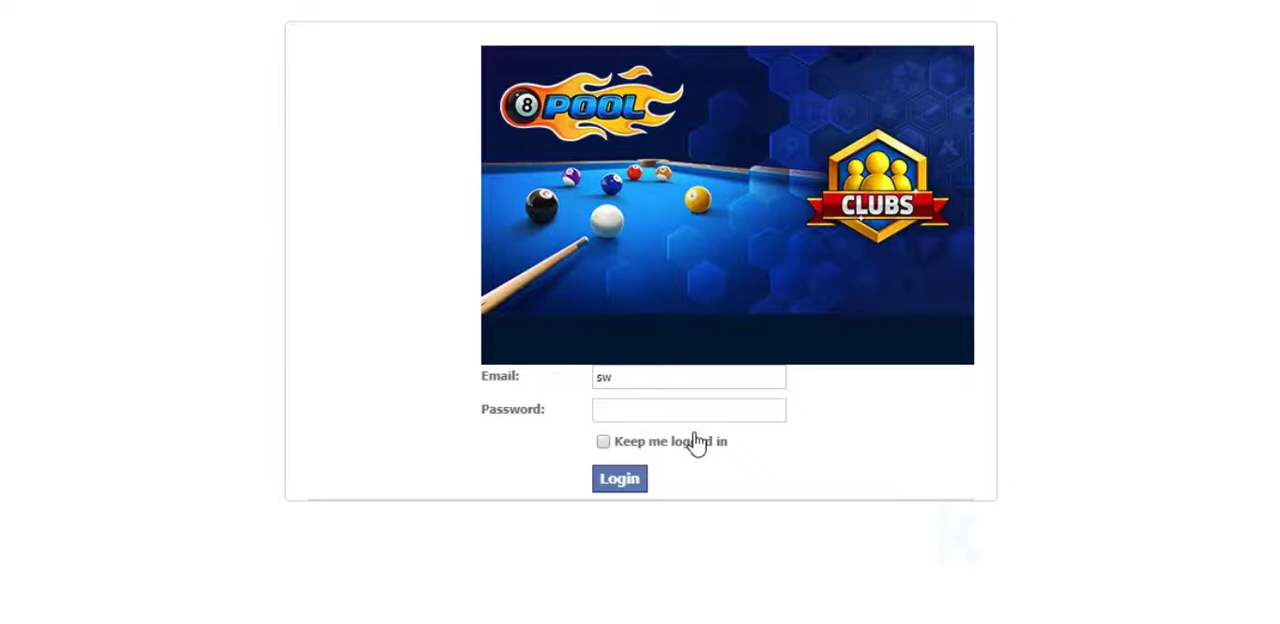 8 POOL
CLUBS
Email:
sw
Password:
Keep me logged in
Login
k